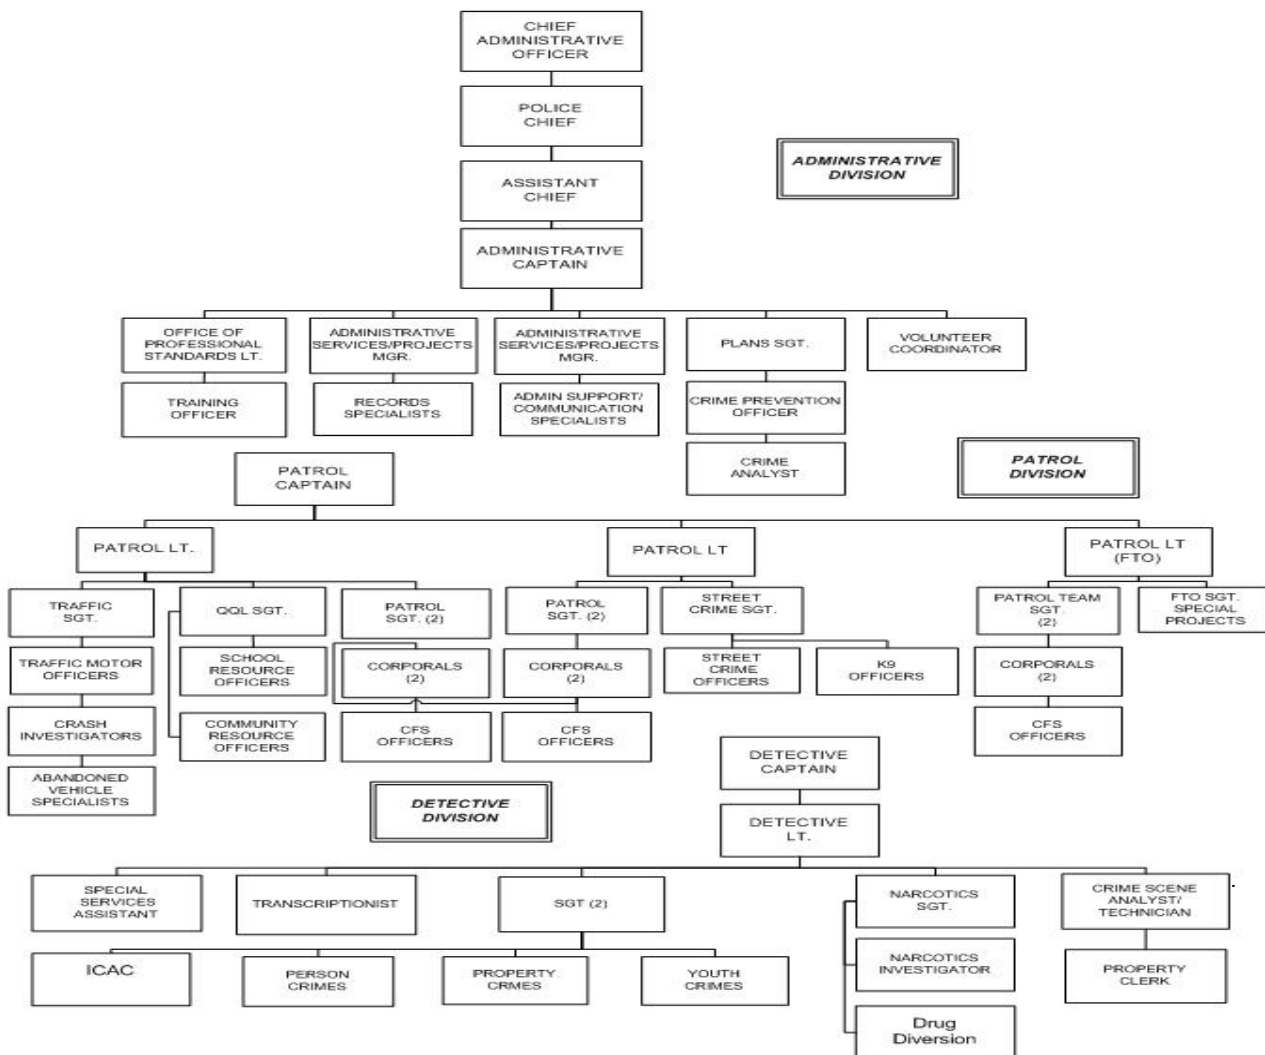 CHIEF
ADMINISTRATIVE
OFFICER
POLICE
CHIEF
ADMINISTRATIVE
DIVISION
ASSISTANT
CHIEF
ADMINISTRATIVE
CAPTAIN
OFFICE OF
PROFESSIONAL
STANDARDS LT.
ADMINISTRATIVE
SERVICES/PROJECTS
MGR.
ADMINISTRATIVE
SERVICES/PROJECTS
MGR.
PLANS SGT.
VOLUNTEER
COORDINATOR
TRAINING
OFFICER
RECORDS
SPECIALISTS
ADMIN SUPPORT/
COMMUNICATION
SPECIALISTS
CRIME PREVENTION
OFFICER
CRIME
ANALYST
PATROL
DIVISION
PATROL
CAPTAIN
PATROL LT.
PATROL LT
PATROL LT
(FTO)
TRAFFIC
SGT.
QQL SGT.
PATROL
SGT. (2)
PATROL
SGT. (2)
STREET
CRIME SGT.
PATROL TEAM
SGT.
(2)
FTO SGT.
SPECIAL
PROJECTS
TRAFFIC MOTOR
OFFICERS
SCHOOL
RESOURCE
OFFICERS
CORPORALS
(2)
CORPORALS
(2)
STREET
CRIME
OFFICERS
K9
OFFICERS
CORPORALS
(2)
CRASH
INVESTIGATORS
COMMUNITY
RESOURCE
OFFICERS
CFS
OFFICERS
CFS
OFFICERS
CFS
OFFICERS
ABANDONED
VEHICLE
SPECIALISTS
DETECTIVE
DIVISION
DETECTIVE
CAPTAIN
DETECTIVE
LT.
SPECIAL
SERVICES
ASSISTANT
TRANSCRIPTIONIST
SGT (2)
NARCOTICS
SGT.
CRIME SCENE
ANALYST/
TECHNICIAN
ICAC
PERSON
CRIMES
PROPERTY
CRMES
YOUTH
CRIMES
NARCOTICS
INVESTIGATOR
PROPERTY
CLERK
Drug
Diversion